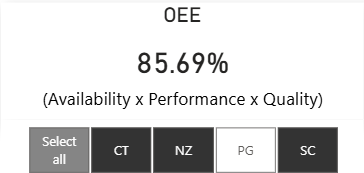 OEE
85.69%
(Availability x Performance x Quality)
Select all
CT
NZ
PG
SC